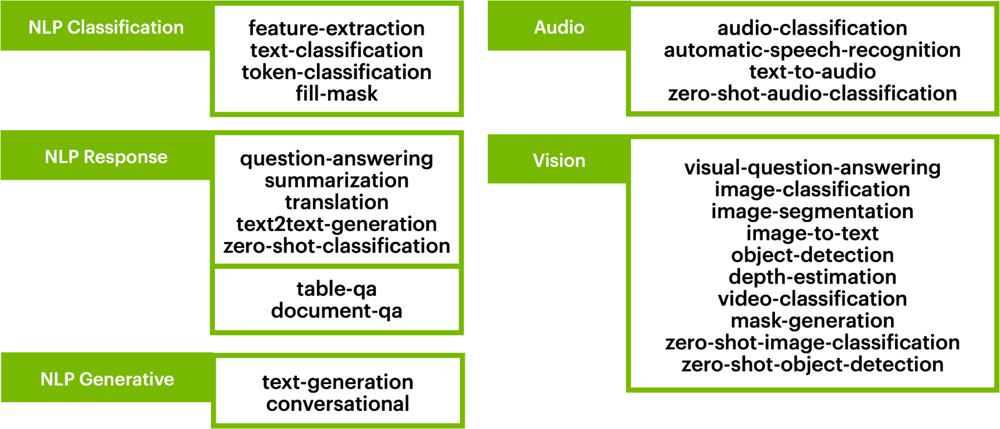 NLP Classification
feature-extraction
text-classification
token-classification
fill-mask
NLP Response
question-answering
summarization
translation
text2text-generation
zero-shot-classification
table-qa
document-qa
NLP Generative
text-generation
conversational
Audio
audio-classification
automatic-speech-recognition
text-to-audio
zero-shot-audio-classification
Vision
visual-question-answering
image-classification
image-segmentation
image-to-text
object-detection
depth-estimation
video-classification
mask-generation
zero-shot-image-classification
zero-shot-object-detection